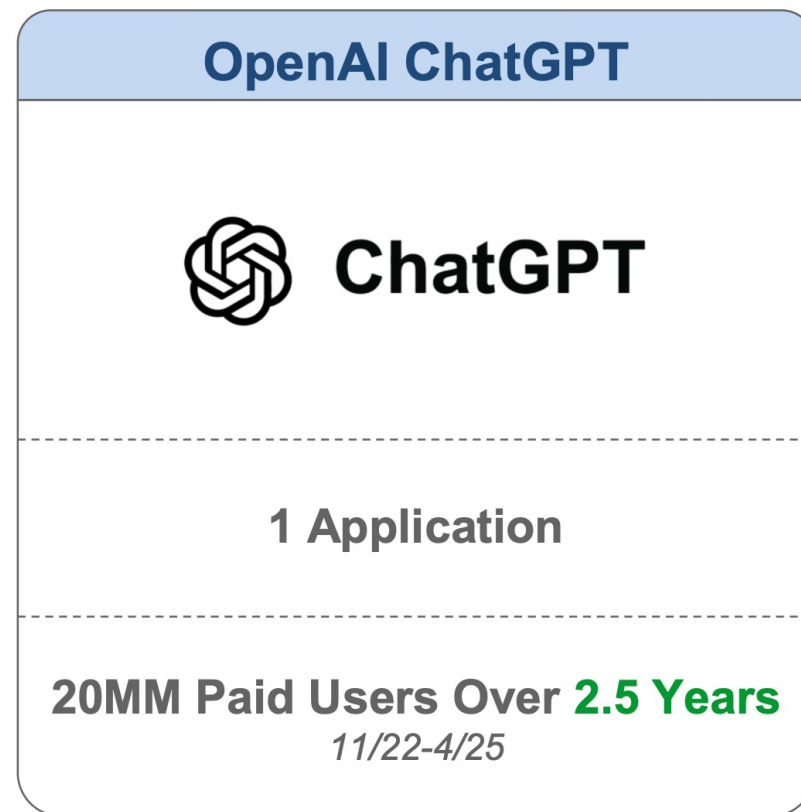 OpenAI ChatGPT
ChatGPT
1 Application
20MM Paid Users Over 2.5 Years
11/22-4/25